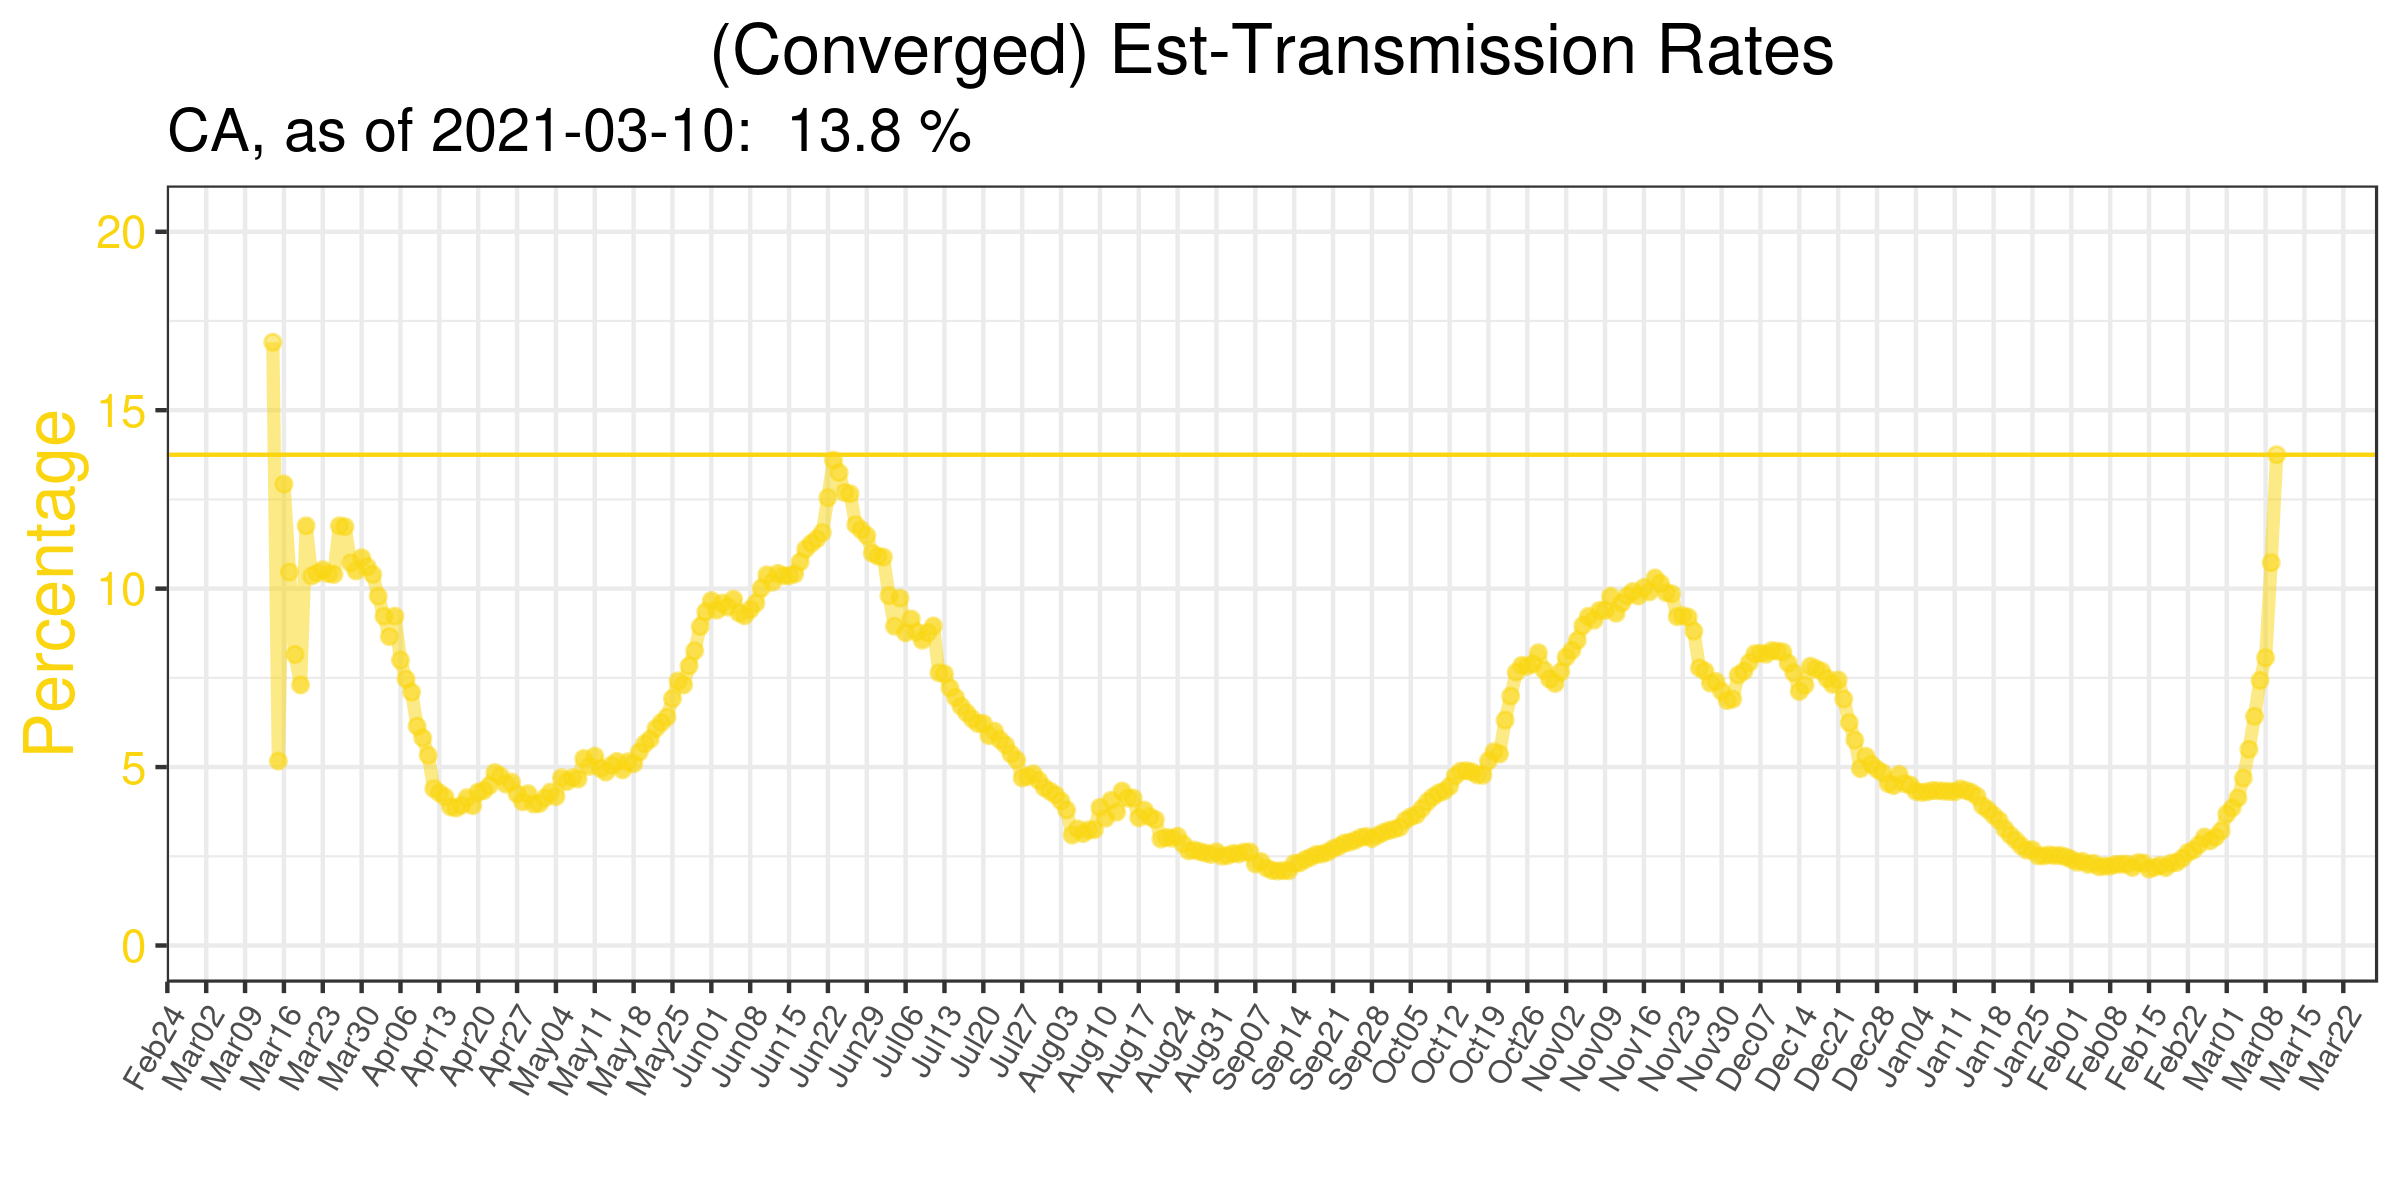 (Converged) Est-Transmission Rates
CA, as of 2021-03-10:  13.8 %
Percentage
20
15
10
5
0
Feb24
Mar02
Mar09
Mar16
Mar23
Mar30
Apr06
Apr13
Apr20
Apr27
May04
May11
May18
May25
Jun01
Jun08
Jun15
Jun22
Jun29
Jul06
Jul13
Jul20
Jul27
Aug03
Aug10
Aug17
Aug24
Aug31
Sep07
Sep14
Sep21
Sep28
Oct05
Oct12
Oct19
Oct26
Nov02
Nov09
Nov16
Nov23
Nov30
Dec07
Dec14
Dec21
Dec28
Jan04
Jan11
Jan18
Jan25
Feb01
Feb08
Feb15
Feb22
Mar01
Mar08
Mar15
Mar22